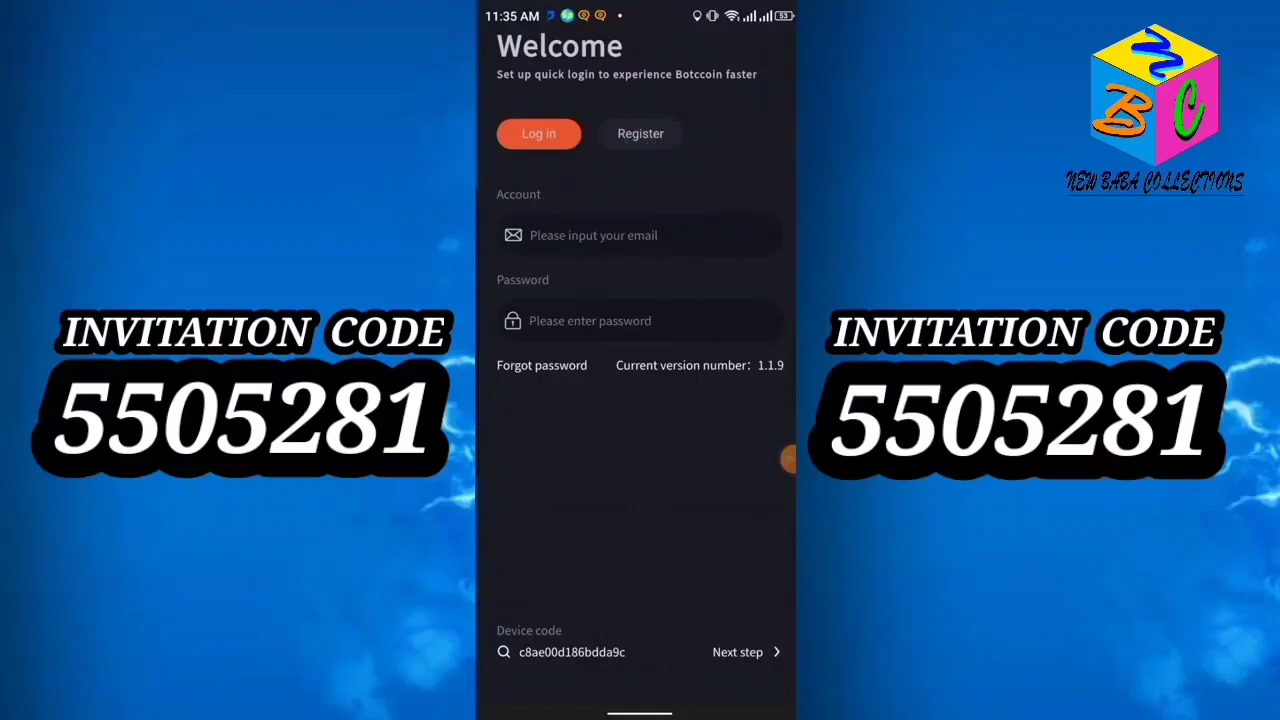 11:35 AM
53
Welcome
Set up quick login to experience Botccoin faster
Log in
Register
Account
Please input your email
Password
Please enter password
Forgot password
Current version number：1.1.9
Device code
c8ae00d186bdda9c
Next step
INVITATION CODE
5505281
INVITATION CODE
5505281
N
B
C
NEW BABA COLLECTIONS